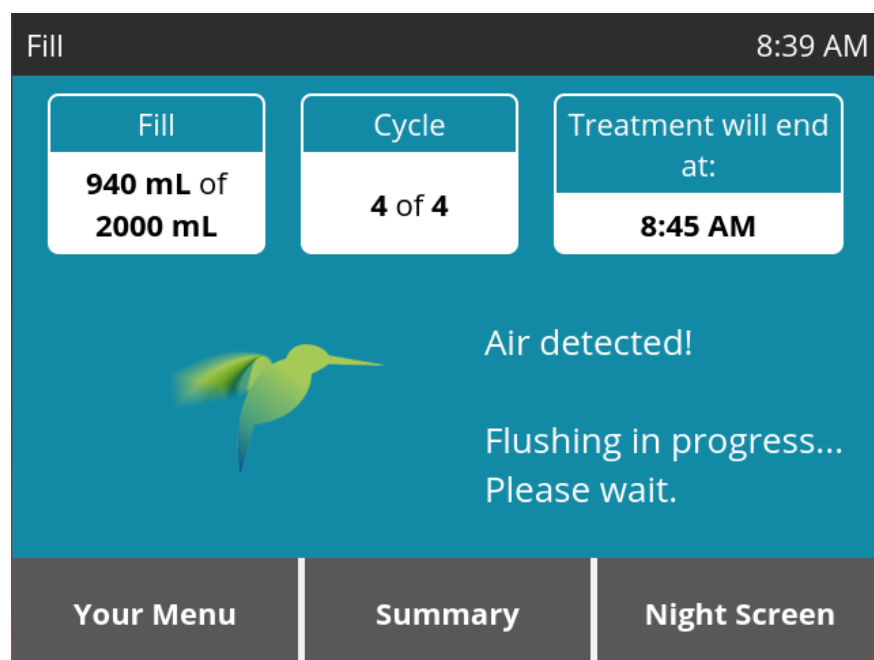 Fill
8:39 AM
Fill
940 mL of
2000 mL
Cycle
4 of 4
Treatment will end
at:
8:45 AM
Air detected!
Flushing in progress...
Please wait.
Your Menu
Summary
Night Screen